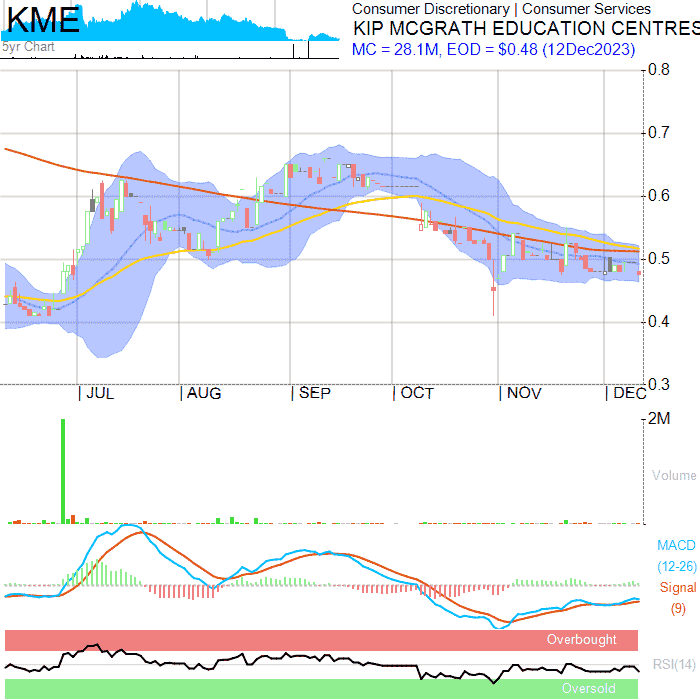 KME
5yr Chart
Consumer Discretionary | Consumer Services
KIP MCGRATH EDUCATION CENTRES
MC = 28.1M, EOD = $0.48 (12Dec2023)
0.8
0.7
0.6
0.5
0.4
0.3
| JUL | AUG | SEP | OCT | NOV | DEC
2M
Volume
MACD
(12-26)
Signal
(9)
Overbought
RSI(14)
Oversold